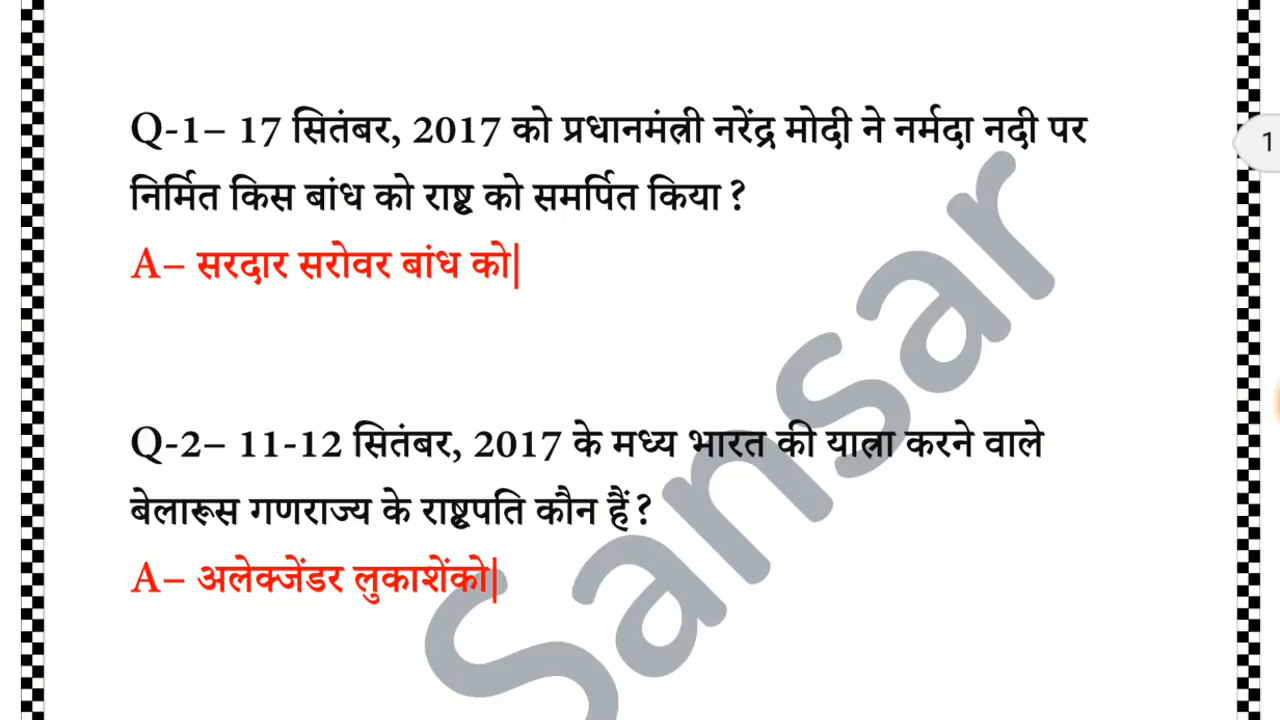 Q-1– 17 सितंबर, 2017 को प्रधानमंत्री नरेंद्र मोदी ने नर्मदा नदी पर
निर्मित किस बांध को राष्ट्र को समर्पित किया ?
A– सरदार सरोवर बांध को|
Q-2– 11-12 सितंबर, 2017 के मध्य भारत की यात्रा करने वाले
बेलारूस गणराज्य के राष्ट्रपति कौन हैं?
A– अलेक्जेंडर लुकाशेंको|
Sansar
1